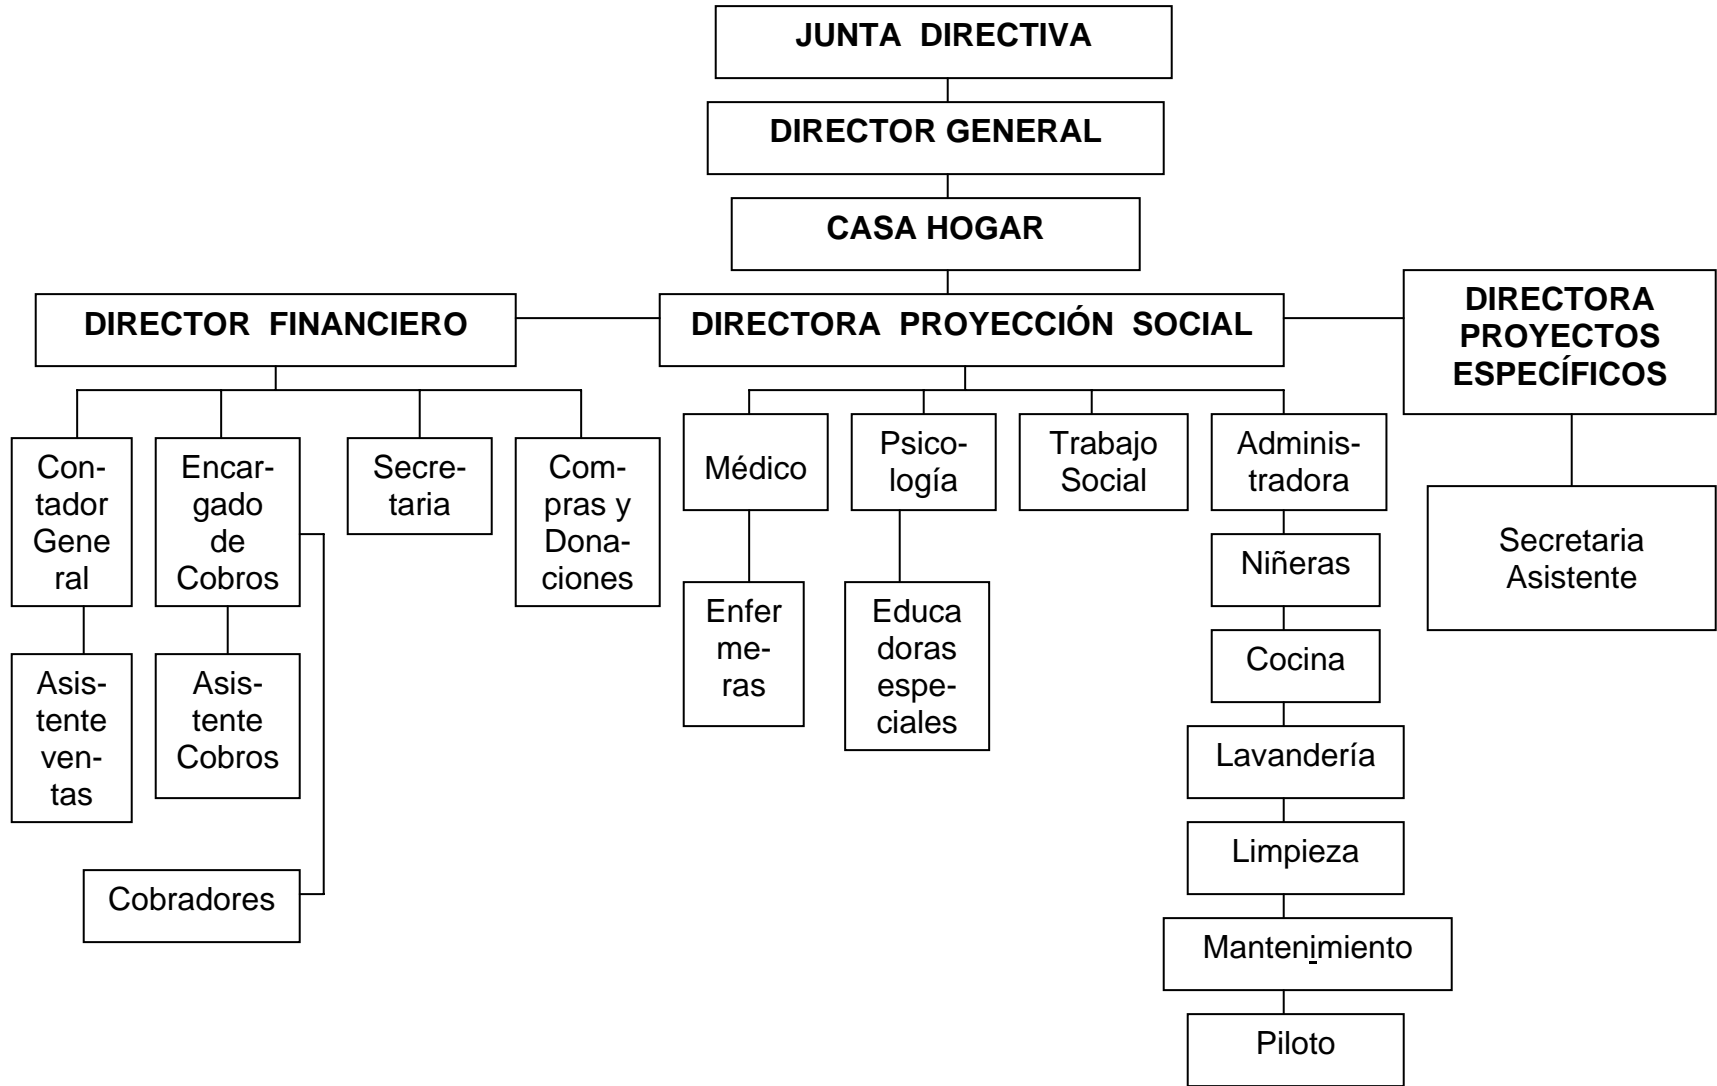 JUNTA DIRECTIVA
DIRECTOR GENERAL
CASA HOGAR
DIRECTOR FINANCIERO
DIRECTORA PROYECCIÓN SOCIAL
DIRECTORA
PROYECTOS
ESPECÍFICOS
Con-
tador
Gene
ral
Encar-
gado
de
Cobros
Secre-
taria
Com-
pras y
Dona-
ciones
Médico
Psico-
logía
Trabajo
Social
Adminis-
tradora
Secretaria
Asistente
Asis-
tente
ven-
tas
Asis-
tente
Cobros
Cobradores
Enfer
me-
ras
Educa
doras
espe-
ciales
Niñeras
Cocina
Lavandería
Limpieza
Mantenimiento
Piloto